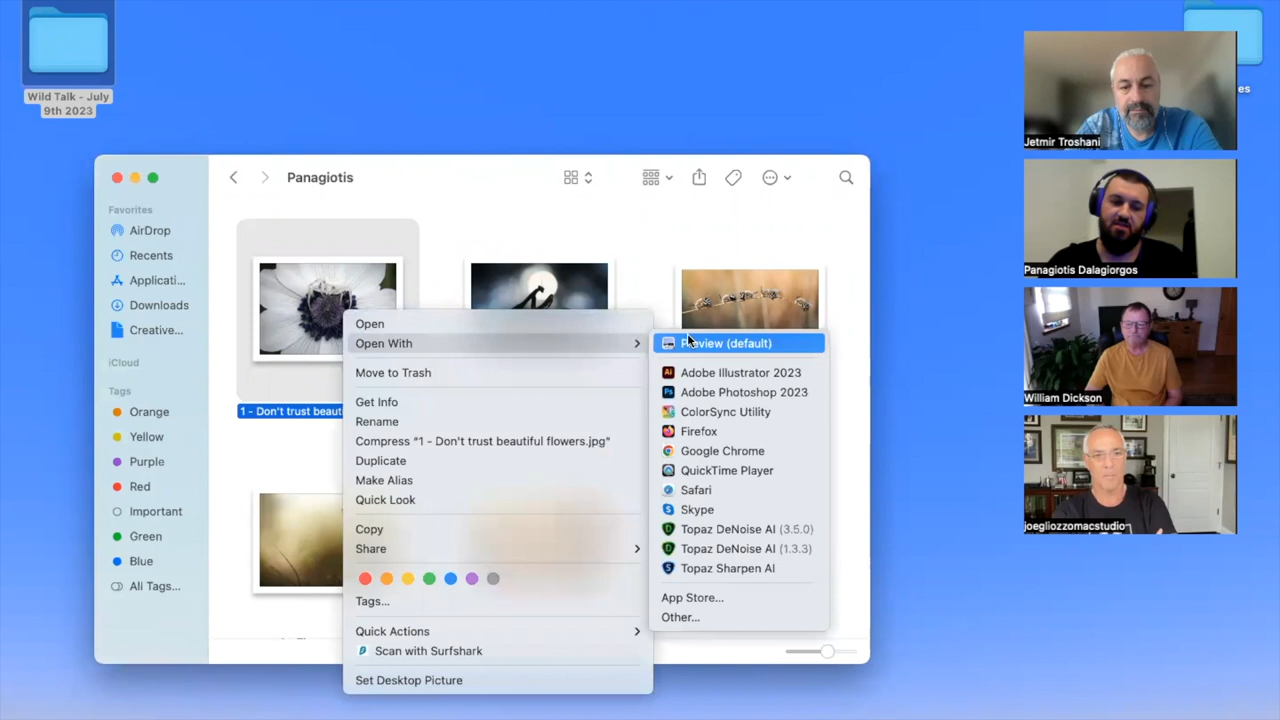 Wild Talk - July
9th 2023
es
Panagiotis
Favorites
AirDrop
Recents
Applicati...
Downloads
Creative...
iCloud
Tags
Orange
Yellow
Purple
Red
Important
Green
Blue
All Tags...
1 - Don't trust beaut
Open
Open With
Move to Trash
Get Info
Rename
Compress "1 - Don't trust beautiful flowers.jpg"
Duplicate
Make Alias
Quick Look
Copy
Share
Tags...
Quick Actions
Scan with Surfshark
Set Desktop Picture
Preview (default)
Ai Adobe Illustrator 2023
Ps Adobe Photoshop 2023
ColorSync Utility
Firefox
Google Chrome
QuickTime Player
Safari
Skype
Topaz DeNoise AI (3.5.0)
Topaz DeNoise AI (1.3.3)
Topaz Sharpen AI
App Store...
Other...
Jetmir Troshani
Panagiotis Dalagiorgos
William Dickson
joegliozzomacstudio